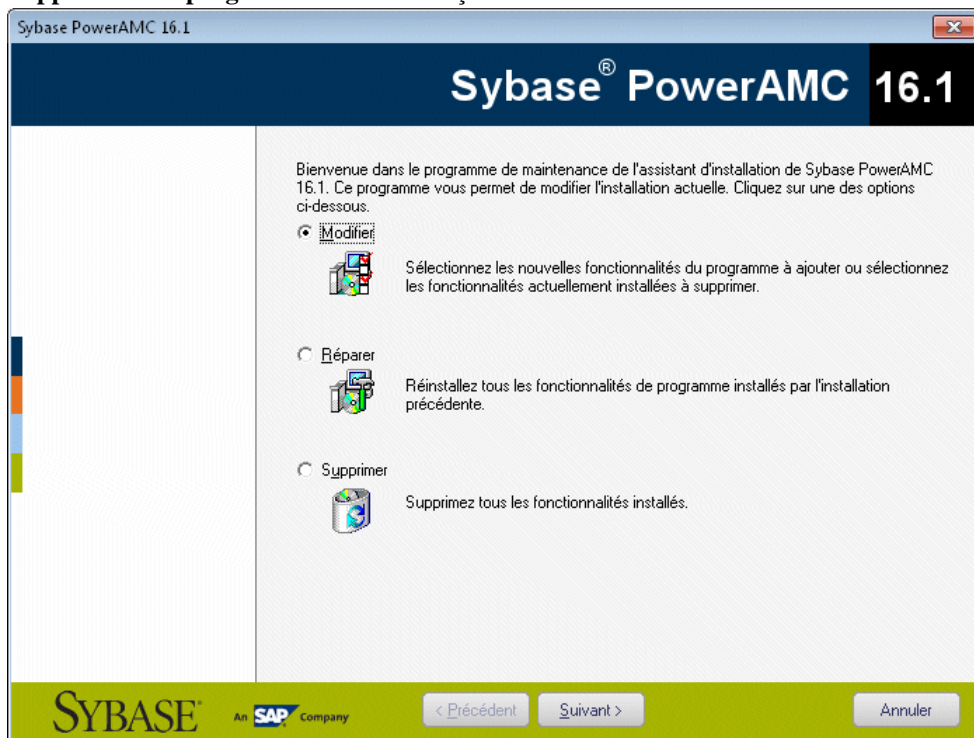 Sybase PowerAMC 16.1
Sybase® PowerAMC 16.1
Bienvenue dans le programme de maintenance de l'assistant d'installation de Sybase PowerAMC
16.1. Ce programme vous permet de modifier l'installation actuelle. Cliquez sur une des options
ci-dessous.
Modifier
Sélectionnez les nouvelles fonctionnalités du programme à ajouter ou sélectionnez
les fonctionnalités actuellement installées à supprimer.
Réparer
Réinstallez tous les fonctionnalités de programme installés par l'installation
précédente.
Supprimer
Supprimez tous les fonctionnalités installés.
SYBASE An SAP Company
< Précédent
Suivant >
Annuler